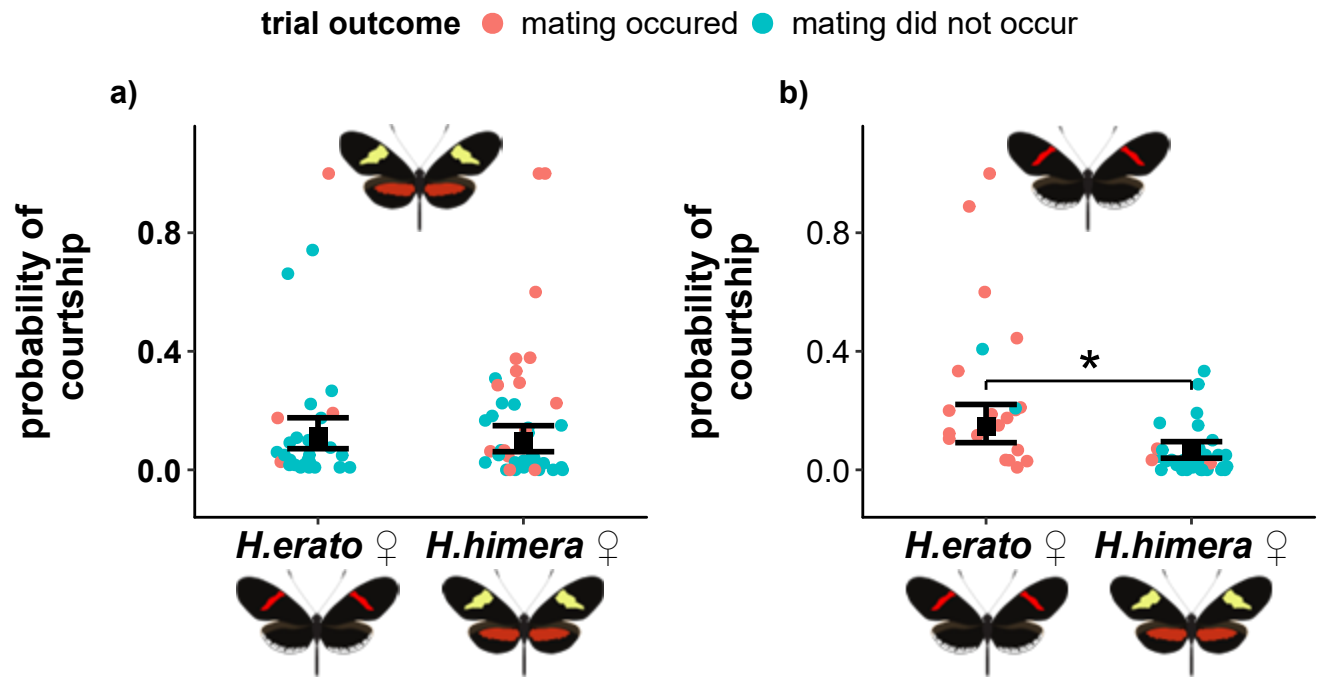 trial outcome mating occured mating did not occur
a)
probability of
courtship
0.8
0.4
0.0
H.erato ♀ H.himera ♀
b)
probability of
courtship
0.8
0.4
0.0
*
H.erato ♀ H.himera ♀